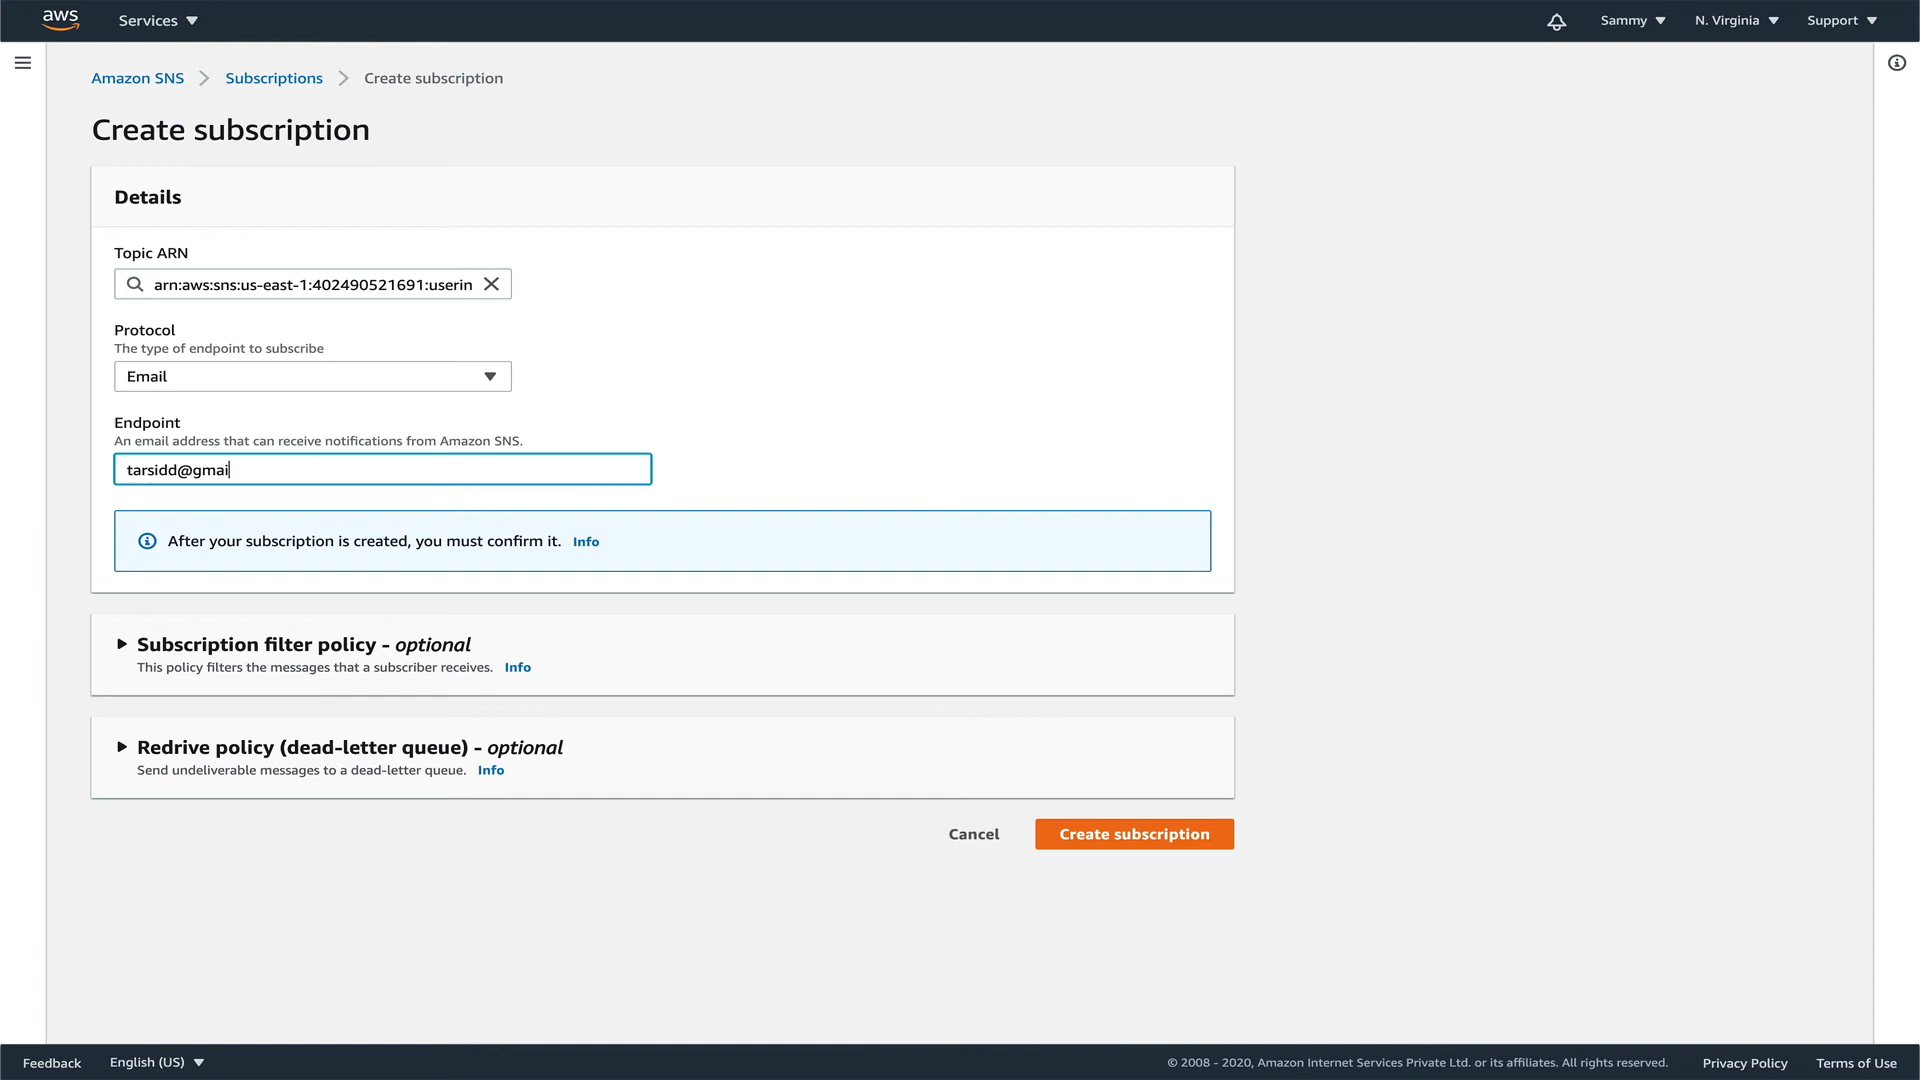 aws Services Sammy N. Virginia Support
Amazon SNS Subscriptions Create subscription
Create subscription
Details
Topic ARN
arn:aws:sns:us-east-1:402490521691:userin
Protocol
The type of endpoint to subscribe
Email
Endpoint
An email address that can receive notifications from Amazon SNS.
tarsidd@gmai
After your subscription is created, you must confirm it. Info
Subscription filter policy - optional
This policy filters the messages that a subscriber receives. Info
Redrive policy (dead-letter queue) - optional
Send undeliverable messages to a dead-letter queue. Info
Cancel Create subscription
Feedback English (US) © 2008 - 2020, Amazon Internet Services Private Ltd. or its affiliates. All rights reserved. Privacy Policy Terms of Use